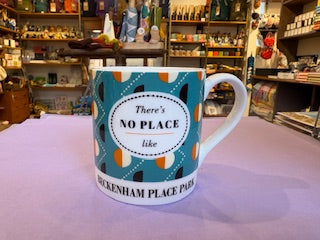 There's
NO PLACE
like
BECKENHAM PLACE PARK